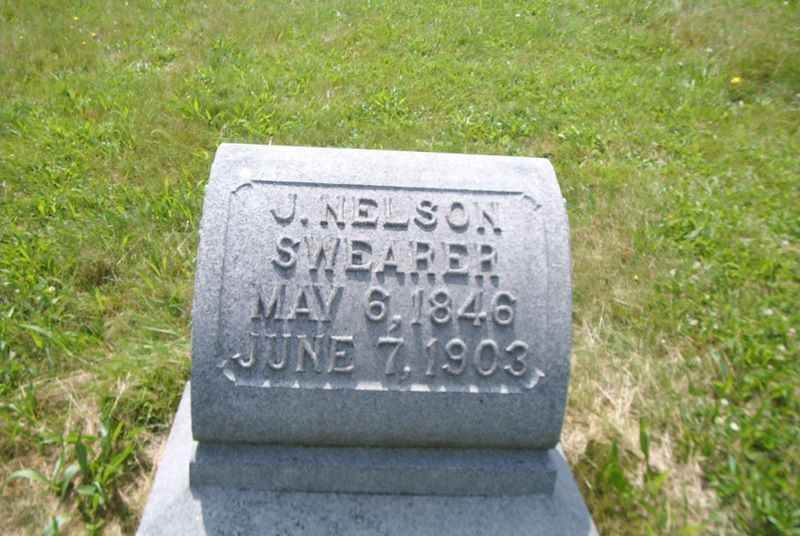 J. NELSON
SWEARER
MAY 6, 1846
JUNE 7, 1903